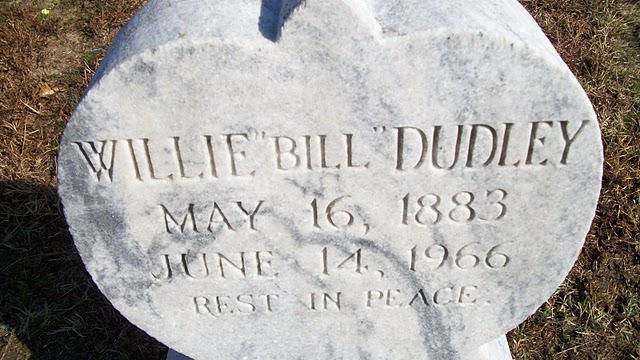 WILLIE "BILL" DUDLEY
MAY 16, 1883
JUNE 14, 1966
REST IN PEACE.